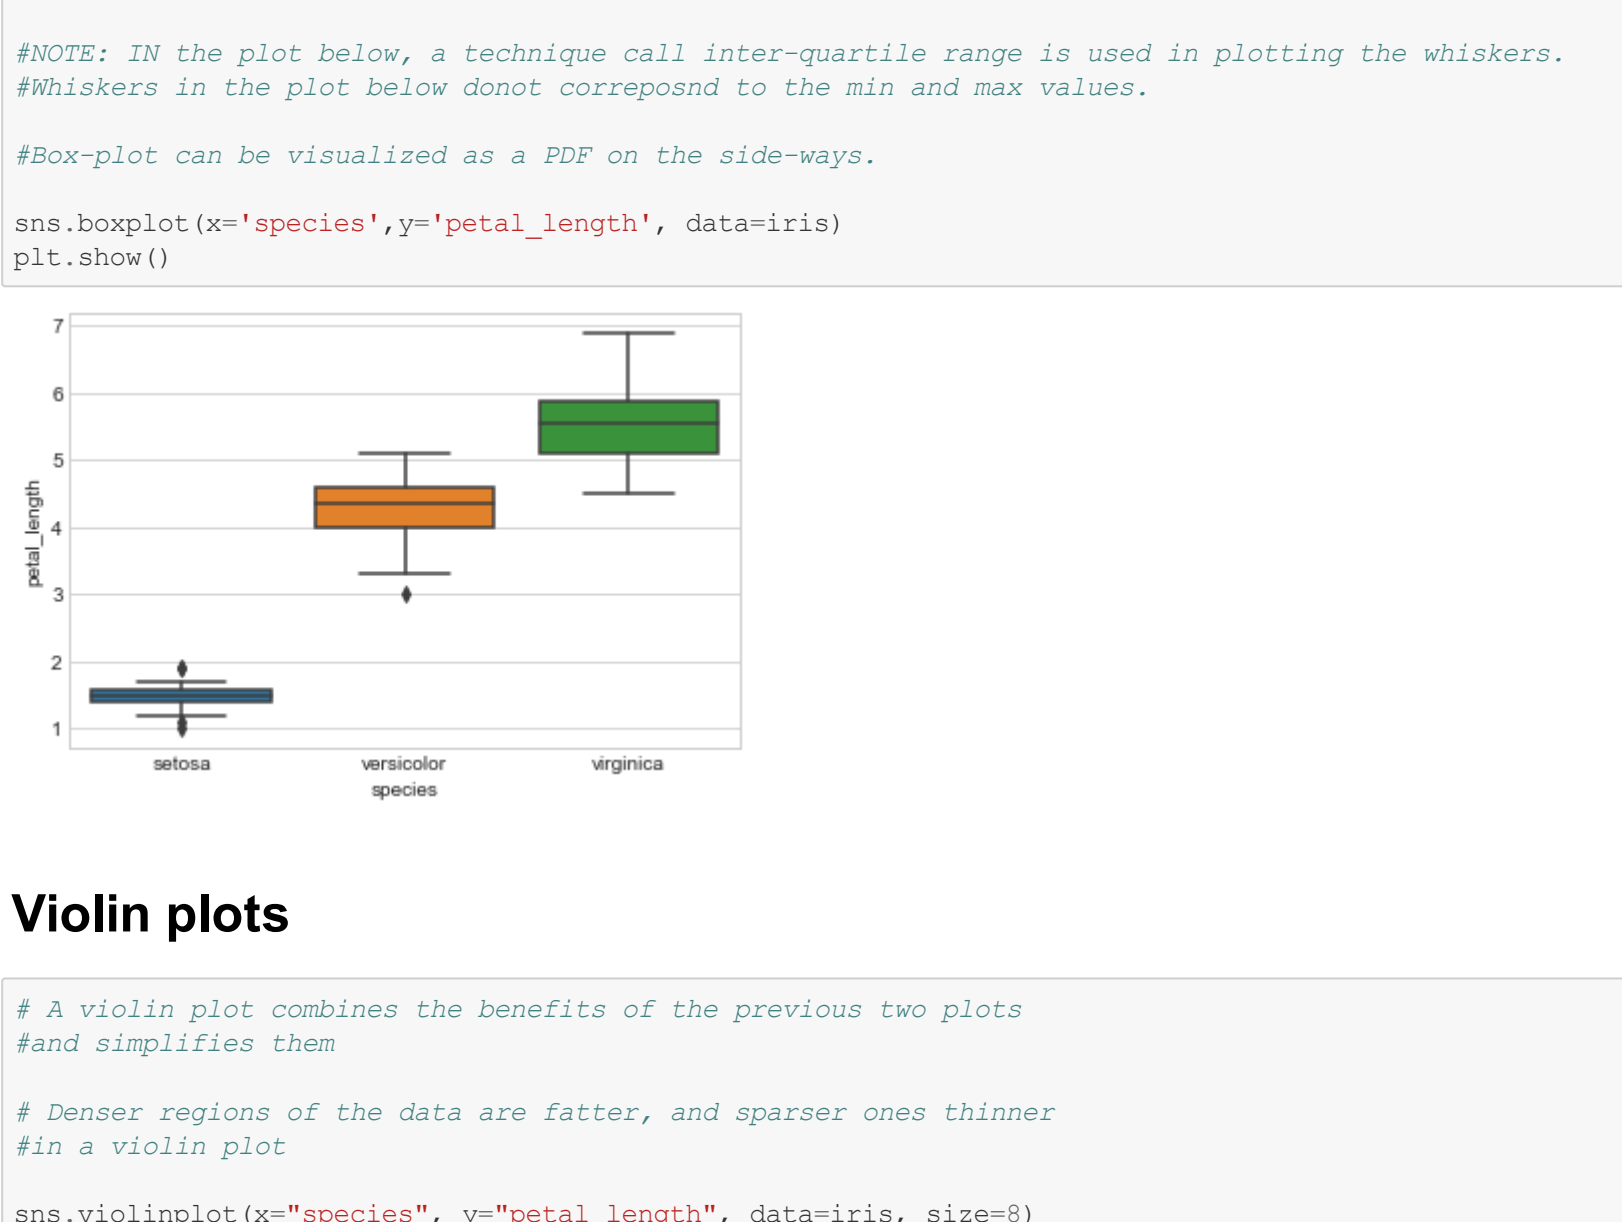 #NOTE: IN the plot below, a technique call inter-quartile range is used in plotting the whiskers.
#Whiskers in the plot below donot correposnd to the min and max values.
#Box-plot can be visualized as a PDF on the side-ways.
sns.boxplot(x='species',y='petal_length', data=iris)
plt.show()
7
6
5
4
3
2
1
petal_length
setosa versicolor virginica
species
Violin plots
# A violin plot combines the benefits of the previous two plots
#and simplifies them
# Denser regions of the data are fatter, and sparser ones thinner
#in a violin plot
sns.violinplot(x="species", y="petal_length", data=iris, size=8)